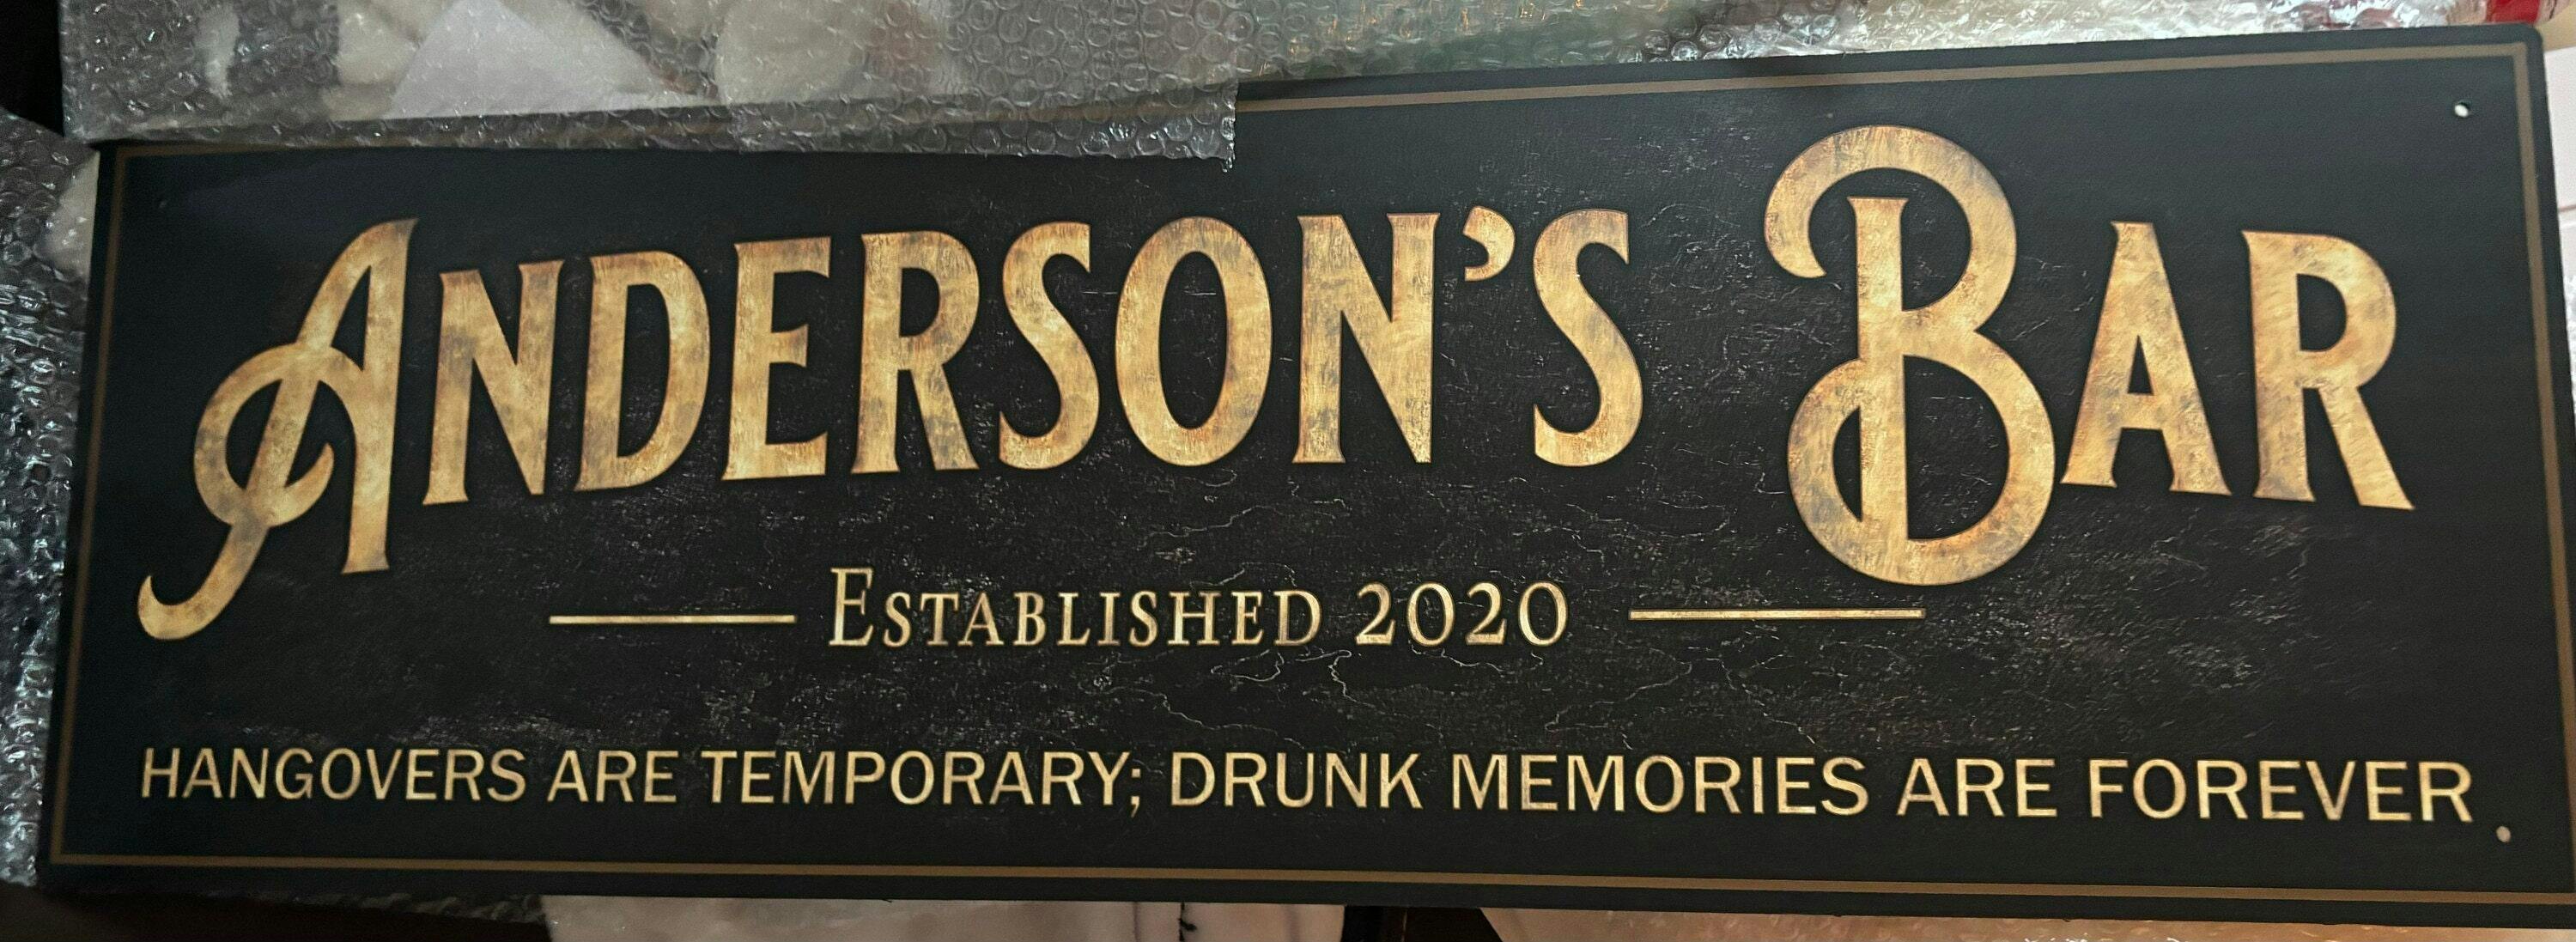 ANDERSON'S BAR
ESTABLISHED 2020
HANGOVERS ARE TEMPORARY; DRUNK MEMORIES ARE FOREVER